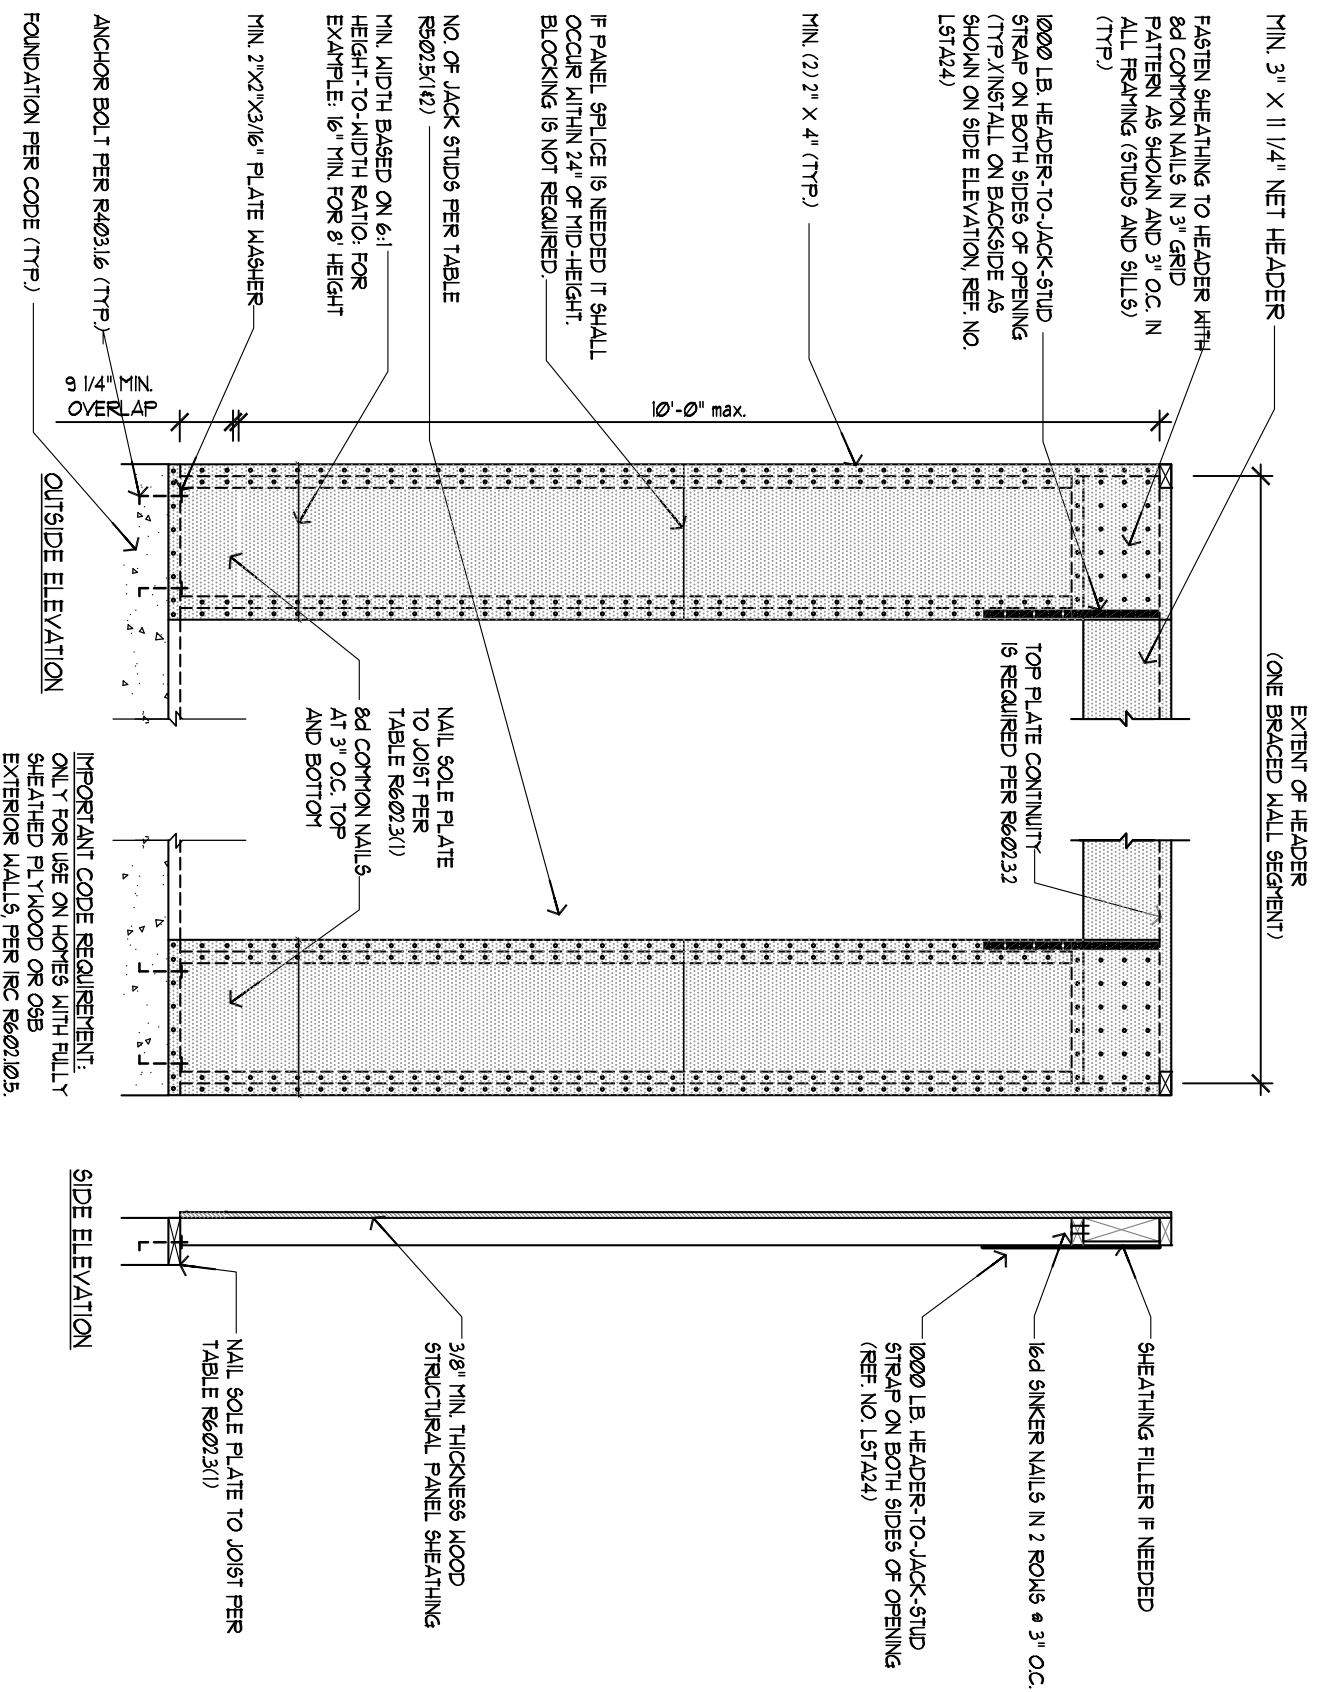 EXTENT OF HEADER
(ONE BRACED WALL SEGMENT)
MIN. 3" X 11 1/4" NET HEADER
FASTEN SHEATHING TO HEADER WITH
8d COMMON NAILS IN 3" GRID
PATTERN AS SHOWN AND 3" O.C. IN
ALL FRAMING (STUDS AND SILLS)
(TYP.)
1000 LB. HEADER-TO-JACK-STUD
STRAP ON BOTH SIDES OF OPENING
(TYP.)(INSTALL ON BACKSIDE AS
SHOWN ON SIDE ELEVATION, REF. NO.
LSTA24)
MIN. (2) 2" X 4" (TYP.)
IF PANEL SPLICE IS NEEDED IT SHALL
OCCUR WITHIN 24" OF MID-HEIGHT.
BLOCKING IS NOT REQUIRED.
NO. OF JACK STUDS PER TABLE
R502.5(1&2)
MIN. WIDTH BASED ON 6:1
HEIGHT-TO-WIDTH RATIO: FOR
EXAMPLE: 16" MIN. FOR 8' HEIGHT
MIN. 2"X2"X3/16" PLATE WASHER
ANCHOR BOLT PER R403.1.6 (TYP.)
FOUNDATION PER CODE (TYP.)
10'-0" max.
9 1/4" MIN.
OVERLAP
TOP PLATE CONTINUITY
IS REQUIRED PER R602.3.2
NAIL SOLE PLATE
TO JOIST PER
TABLE R602.3(1)
8d COMMON NAILS
AT 3" O.C. TOP
AND BOTTOM
OUTSIDE ELEVATION
IMPORTANT CODE REQUIREMENT:
ONLY FOR USE ON HOMES WITH FULLY
SHEATHED PLYWOOD OR OSB
EXTERIOR WALLS, PER IRC R602.10.5.
SHEATHING FILLER IF NEEDED
16d SINKER NAILS IN 2 ROWS @ 3" O.C.
1000 LB. HEADER-TO-JACK-STUD
STRAP ON BOTH SIDES OF OPENING
(REF. NO. LSTA24)
3/8" MIN. THICKNESS WOOD
STRUCTURAL PANEL SHEATHING
NAIL SOLE PLATE TO JOIST PER
TABLE R602.3(1)
SIDE ELEVATION